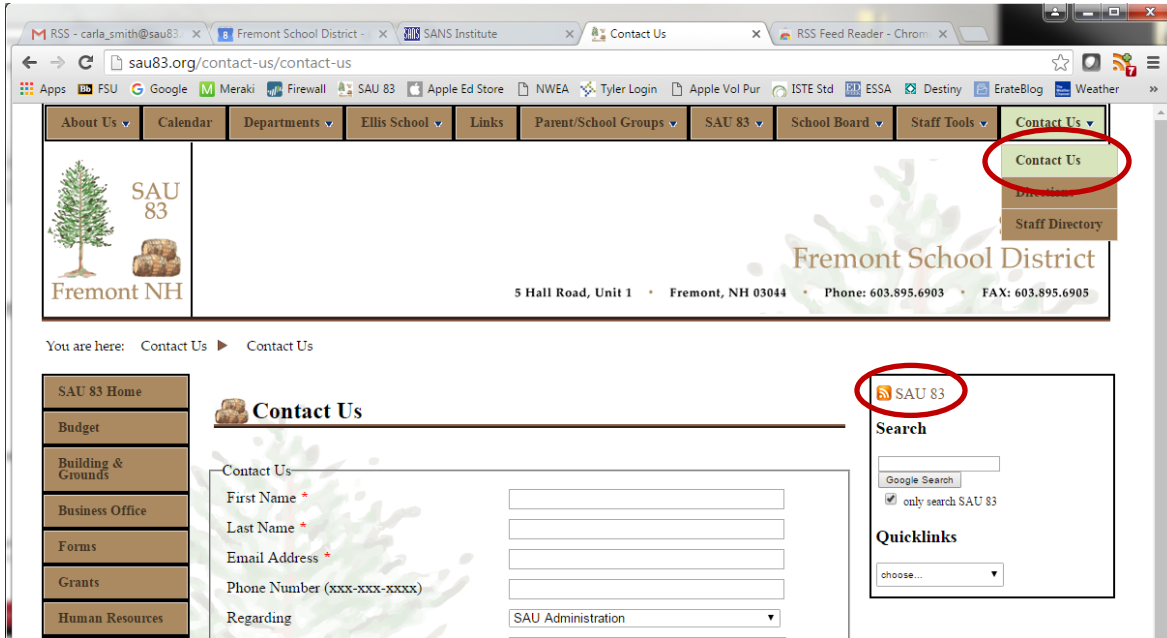 RSS - carla_smith@sau83.
Fremont School District -
SANS Institute
Contact Us
RSS Feed Reader - Chrom
sau83.org/contact-us/contact-us
7
Apps FSU Google Meraki Firewall SAU 83 Apple Ed Store NWEA Tyler Login Apple Vol Pur ISTE Std ESSA Destiny ErateBlog Weather »
About Us Calendar Departments Ellis School Links Parent/School Groups SAU 83 School Board Staff Tools Contact Us
Contact Us
Directions
Staff Directory
SAU
83
Fremont NH
Fremont School District
5 Hall Road, Unit 1 • Fremont, NH 03044 • Phone: 603.895.6903 • FAX: 603.895.6905
You are here: Contact Us Contact Us
SAU 83 Home
Budget
Building &
Grounds
Business Office
Forms
Grants
Human Resources
Contact Us
Contact Us
First Name *
Last Name *
Email Address *
Phone Number (xxx-xxx-xxxx)
Regarding
SAU Administration
SAU 83
Search
Google Search
only search SAU 83
Quicklinks
choose...